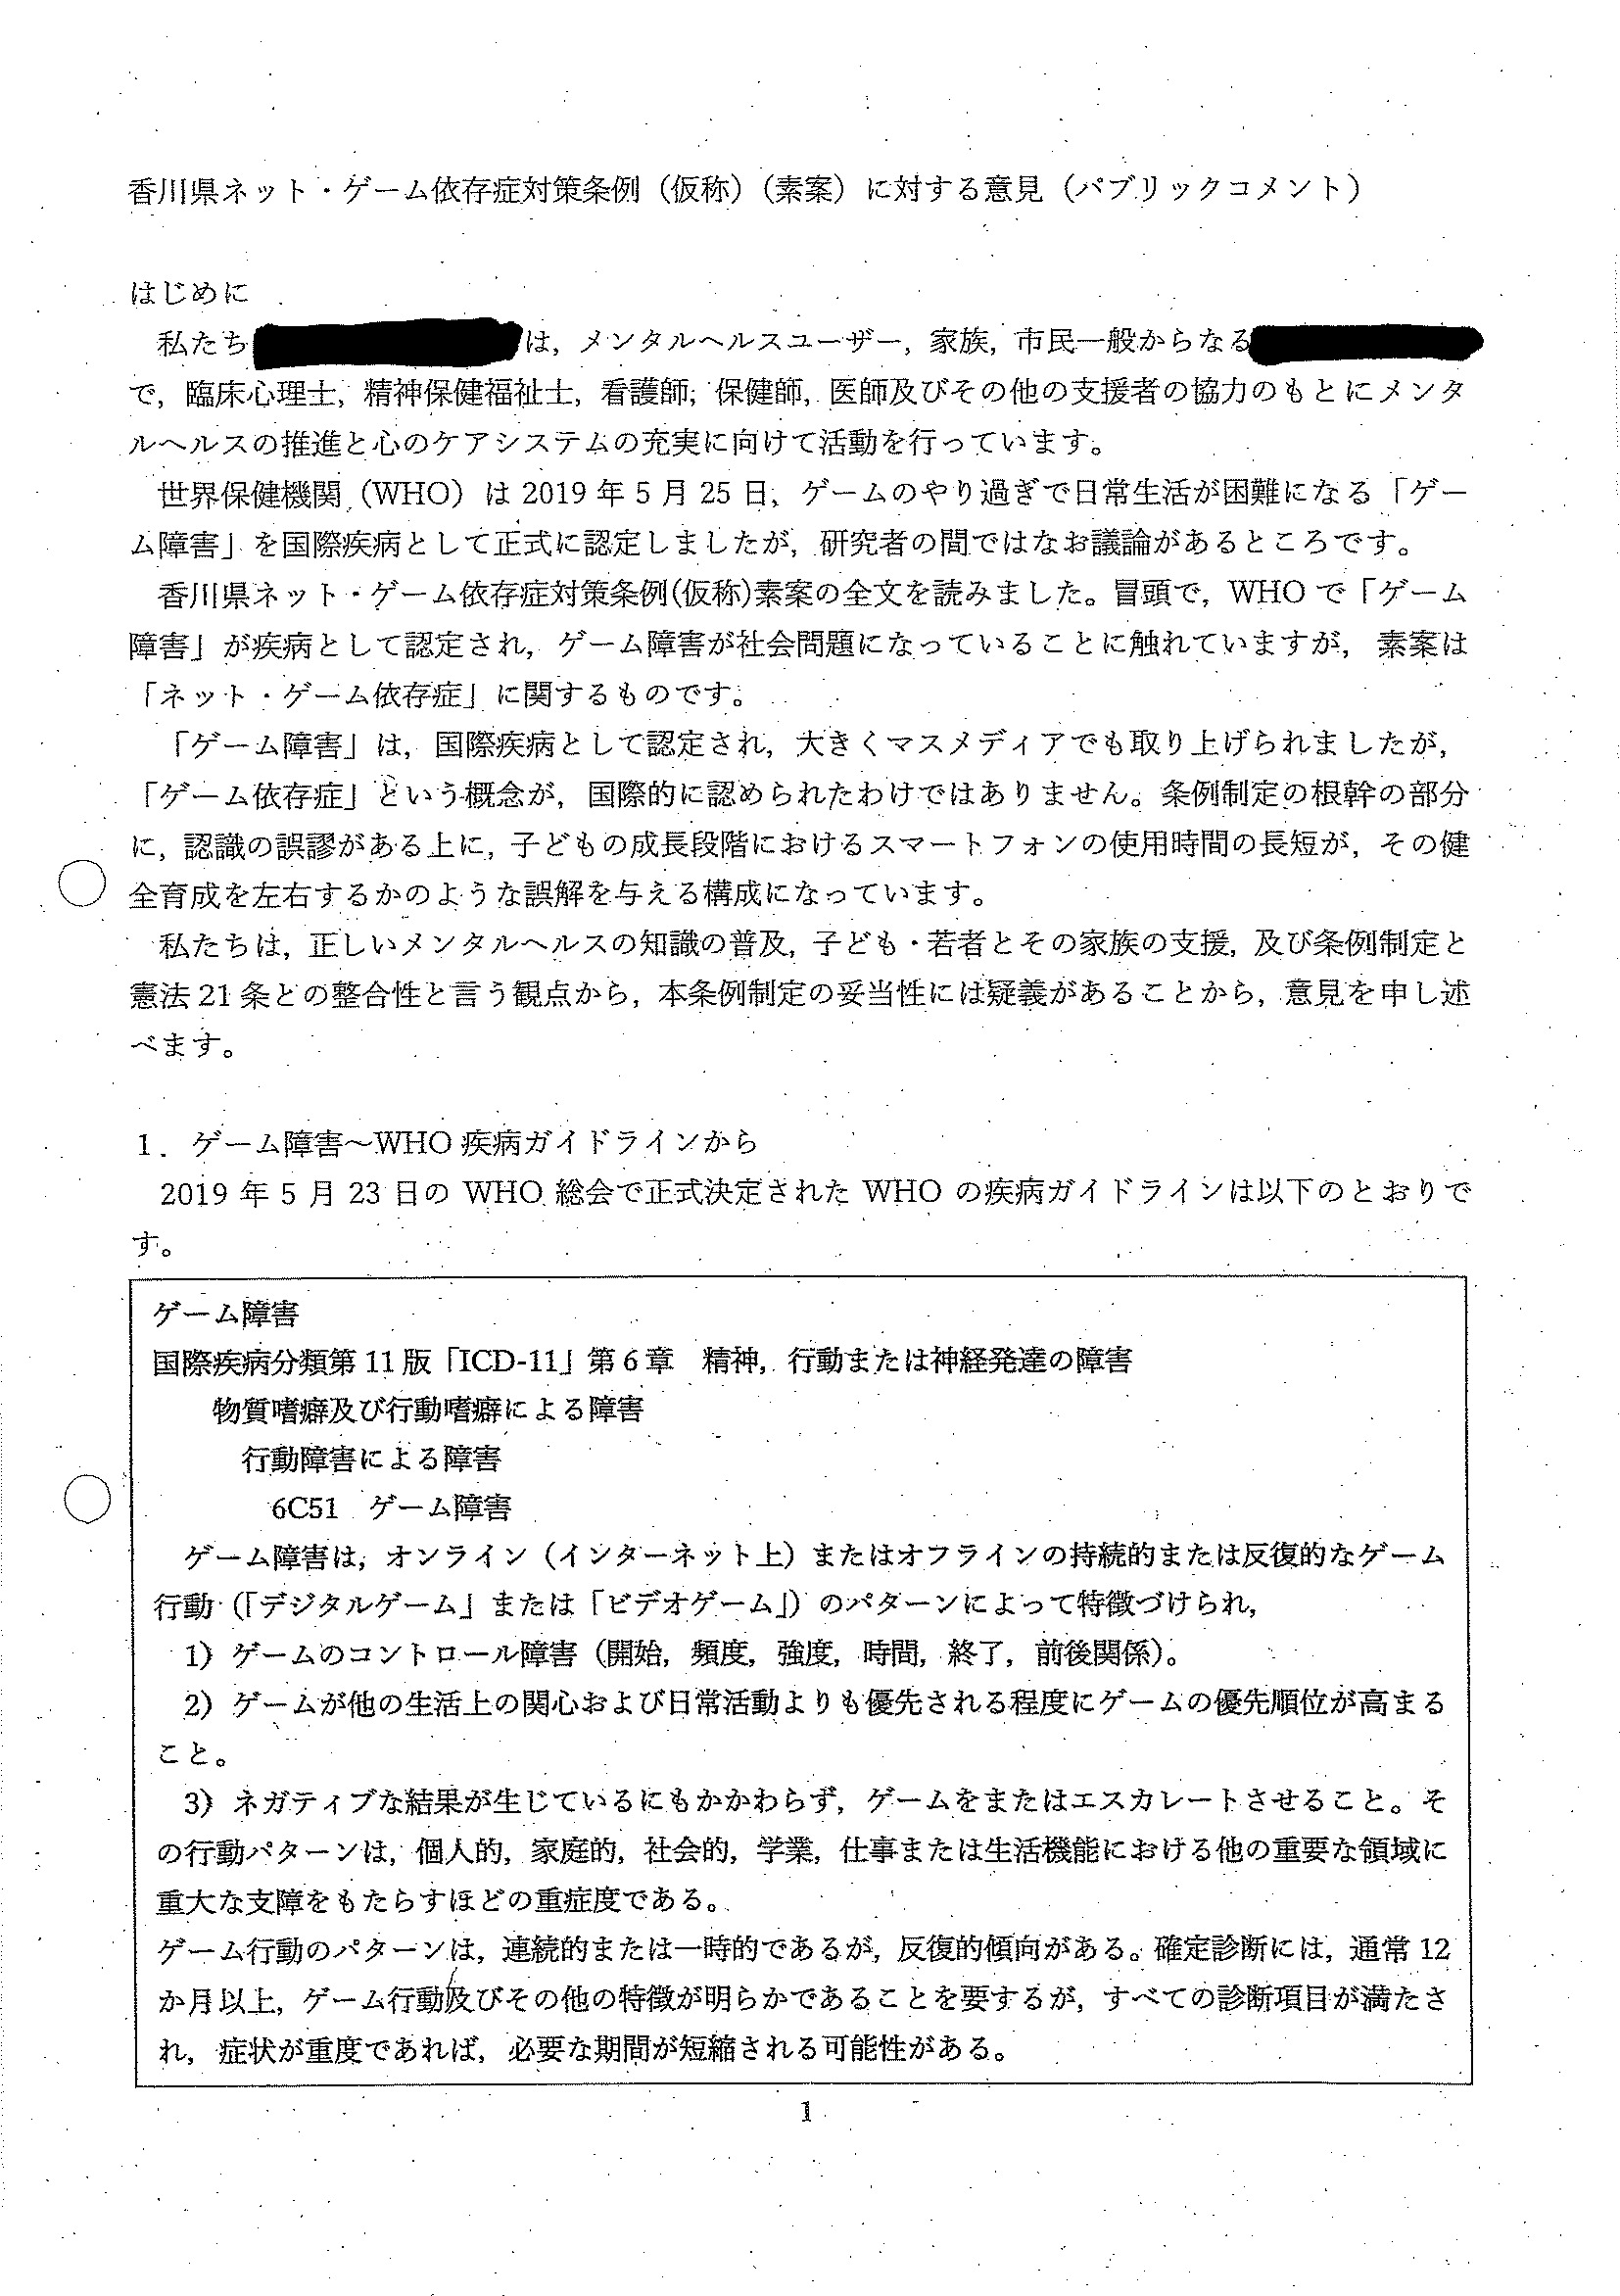 香川県ネット・ゲーム依存症対策条例（仮称）（素案）に対する意見（パブリックコメント）
はじめに
私たち
は，メンタルヘルスユーザー，家族，市民一般からなる
で，臨床心理士，精神保健福祉士，看護師，保健師，医師及びその他の支援者の協力のもとにメンタ
ルヘルスの推進と心のケアシステムの充実に向けて活動を行っています。
世界保健機関（WHO）は 2019 年 5 月 25 日，ゲームのやり過ぎで日常生活が困難になる「ゲー
ム障害」を国際疾病として正式に認定しましたが，研究者の間ではなお議論があるところです。
香川県ネット・ゲーム依存症対策条例(仮称)素案の全文を読みました。冒頭で，WHO で「ゲーム
障害」が疾病として認定され，ゲーム障害が社会問題になっていることに触れていますが，素案は
「ネット・ゲーム依存症」に関するものです。
「ゲーム障害」は，国際疾病として認定され，大きくマスメディアでも取り上げられましたが，
「ゲーム依存症」という概念が，国際的に認められたわけではありません。条例制定の根幹の部分
に，認識の誤謬がある上に，子どもの成長段階におけるスマートフォンの使用時間の長短が，その健
全育成を左右するかのような誤解を与える構成になっています。
私たちは，正しいメンタルヘルスの知識の普及，子ども・若者とその家族の支援，及び条例制定と
憲法 21 条との整合性と言う観点から，本条例制定の妥当性には疑義があることから，意見を申し述
べます。
1．ゲーム障害～WHO 疾病ガイドラインから
2019 年 5 月 23 日の WHO 総会で正式決定された WHO の疾病ガイドラインは以下のとおりで
す。
ゲーム障害
国際疾病分類第 11 版「ICD-11」第 6 章　精神，行動または神経発達の障害
物質嗜癖及び行動嗜癖による障害
行動障害による障害
6C51　ゲーム障害
ゲーム障害は，オンライン（インターネット上）またはオフラインの持続的または反復的なゲーム
行動（「デジタルゲーム」または「ビデオゲーム」）のパターンによって特徴づけられ，
1）ゲームのコントロール障害（開始，頻度，強度，時間，終了，前後関係）。
2）ゲームが他の生活上の関心および日常活動よりも優先される程度にゲームの優先順位が高まる
こと。
3）ネガティブな結果が生じているにもかかわらず，ゲームをまたはエスカレートさせること。そ
の行動パターンは，個人的，家庭的，社会的，学業，仕事または生活機能における他の重要な領域に
重大な支障をもたらすほどの重症度である。
ゲーム行動のパターンは，連続的または一時的であるが，反復的傾向がある。確定診断には，通常 12
か月以上，ゲーム行動及びその他の特徴が明らかであることを要するが，すべての診断項目が満たさ
れ，症状が重度であれば，必要な期間が短縮される可能性がある。
1